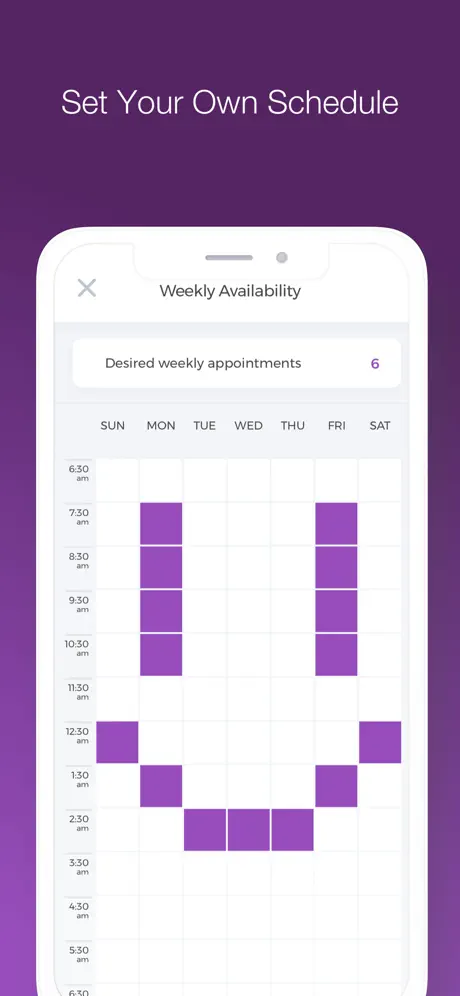 Set Your Own Schedule
Weekly Availability
Desired weekly appointments 6
SUN MON TUE WED THU FRI SAT
6:30
am
7:30
am
8:30
am
9:30
am
10:30
am
11:30
am
12:30
am
1:30
am
2:30
am
3:30
am
4:30
am
5:30
am
6:30